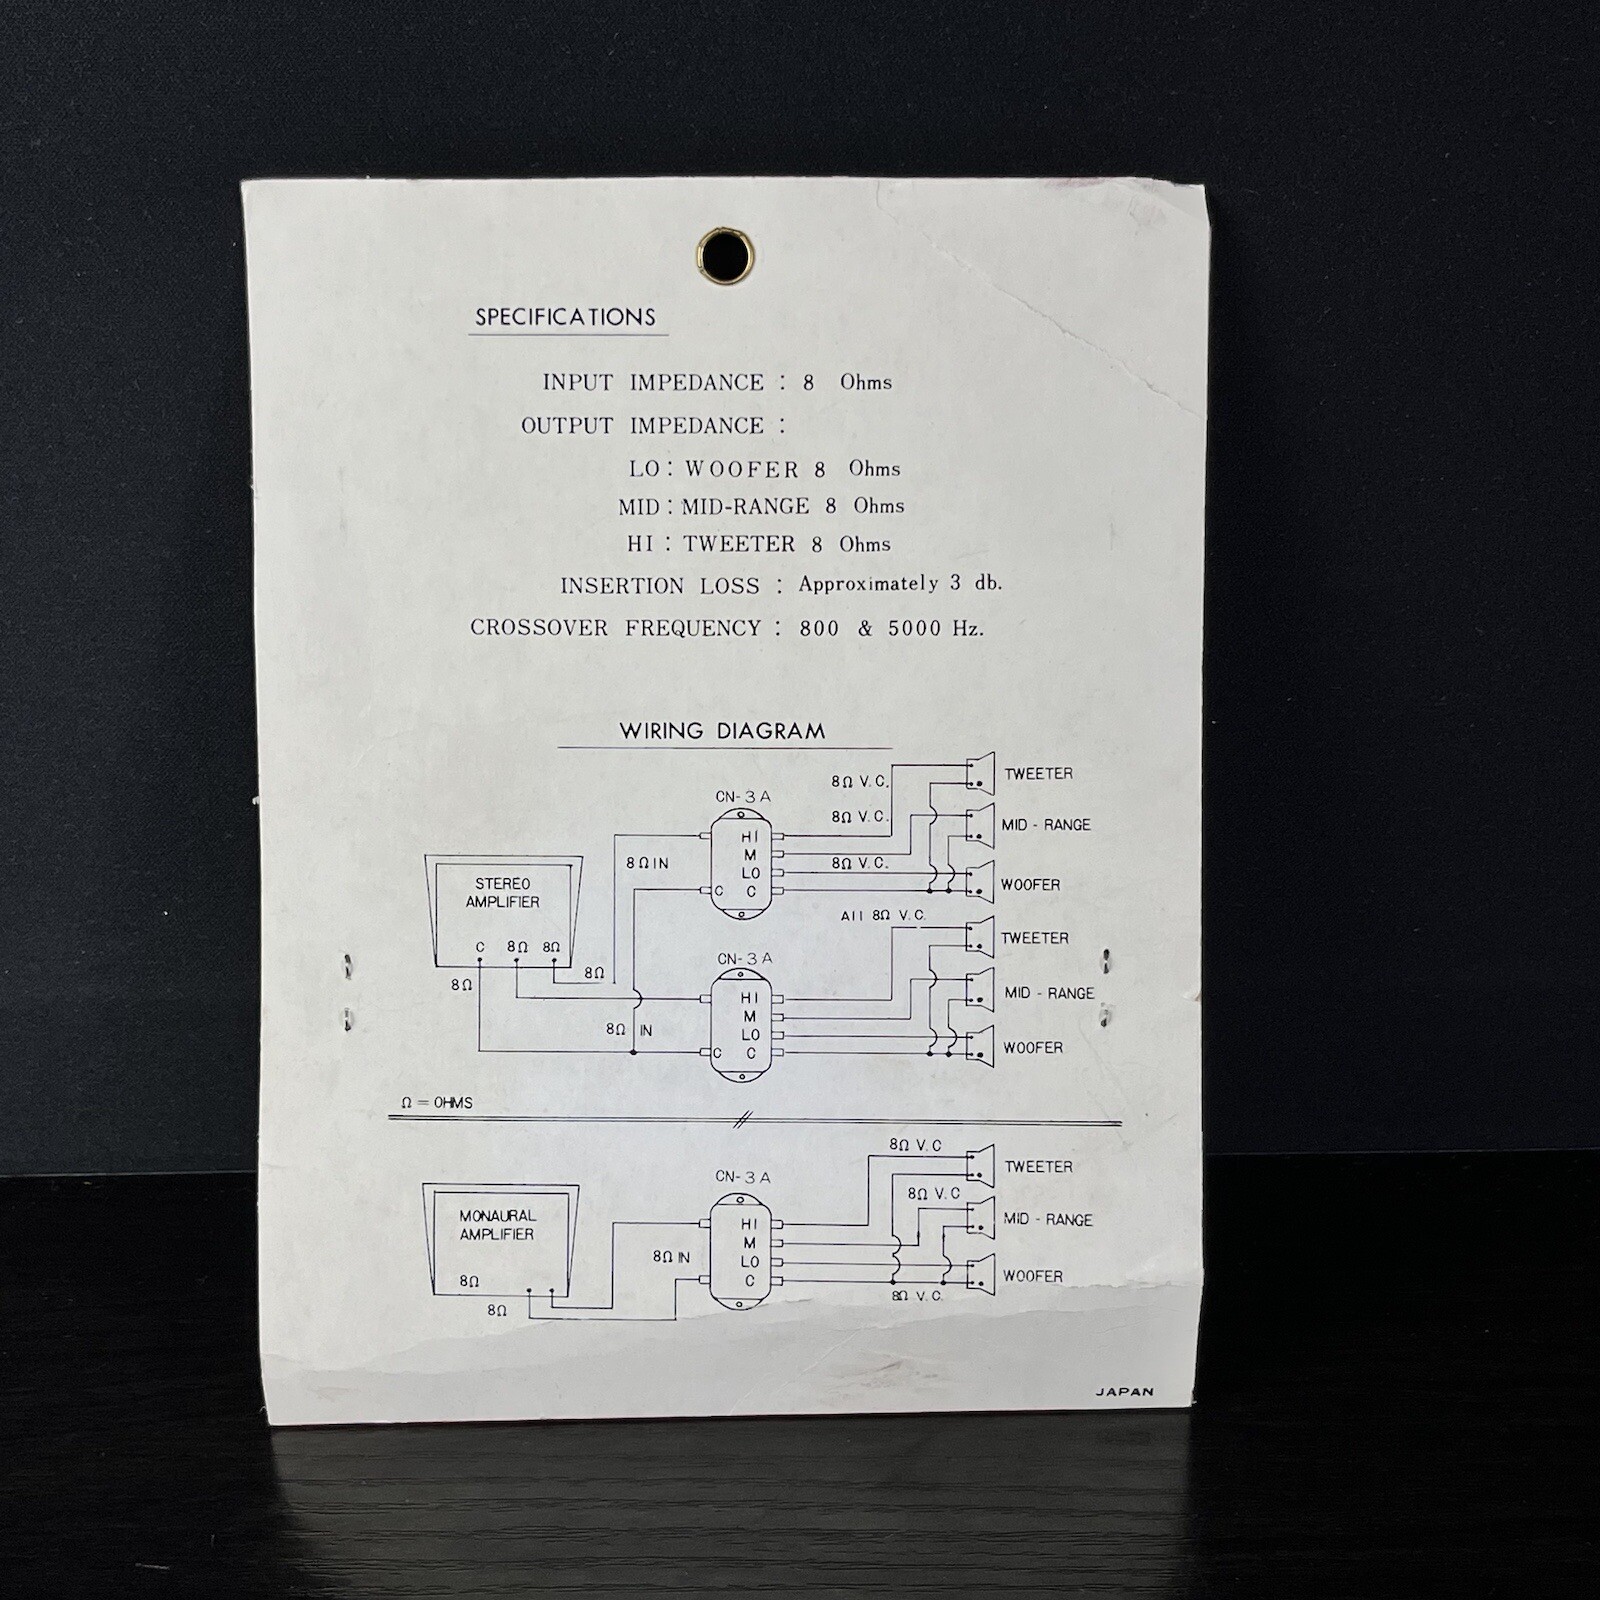 SPECIFICATIONS
INPUT IMPEDANCE : 8 Ohms
OUTPUT IMPEDANCE :
LO : WOOFER 8 Ohms
MID : MID-RANGE 8 Ohms
HI : TWEETER 8 Ohms
INSERTION LOSS : Approximately 3 db.
CROSSOVER FREQUENCY : 800 & 5000 Hz.
WIRING DIAGRAM
STEREO
AMPLIFIER
C 8Ω 8Ω
8Ω
8Ω
8Ω IN
8Ω IN
CN-3A
HI
M
LO
C C
8Ω V.C.
8Ω V.C.
8Ω V.C.
TWEETER
MID - RANGE
WOOFER
CN-3A
HI
M
LO
C C
All 8Ω V.C.
TWEETER
MID - RANGE
WOOFER
Ω = OHMS
MONAURAL
AMPLIFIER
8Ω
8Ω
8Ω IN
CN-3A
HI
M
LO
C
8Ω V.C
8Ω V.C
8Ω V.C.
TWEETER
MID - RANGE
WOOFER
JAPAN